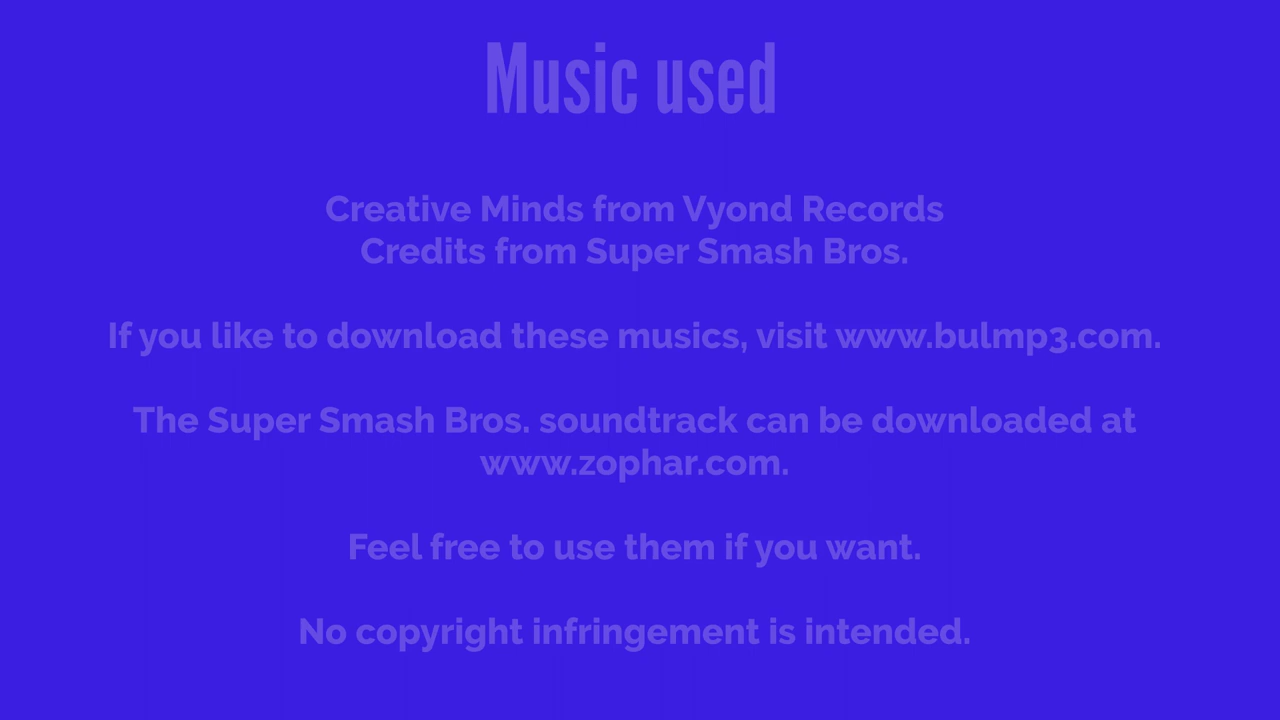 Music used
Creative Minds from Vyond Records
Credits from Super Smash Bros.
If you like to download these musics, visit www.bulmp3.com.
The Super Smash Bros. soundtrack can be downloaded at
www.zophar.com.
Feel free to use them if you want.
No copyright infringement is intended.